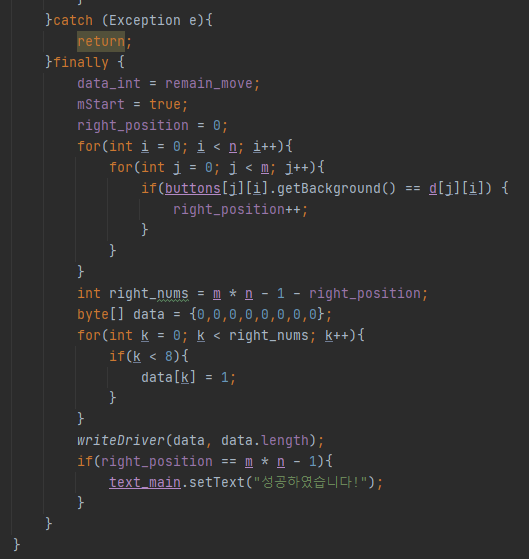 }
}catch (Exception e){
return;
}finally {
data_int = remain_move;
mStart = true;
right_position = 0;
for(int i = 0; i < n; i++){
for(int j = 0; j < m; j++){
if(buttons[j][i].getBackground() == d[j][i]) {
right_position++;
}
}
}
int right_nums = m * n - 1 - right_position;
byte[] data = {0,0,0,0,0,0,0,0};
for(int k = 0; k < right_nums; k++){
if(k < 8){
data[k] = 1;
}
}
writeDriver(data, data.length);
if(right_position == m * n - 1){
text_main.setText("성공하였습니다!");
}
}
}